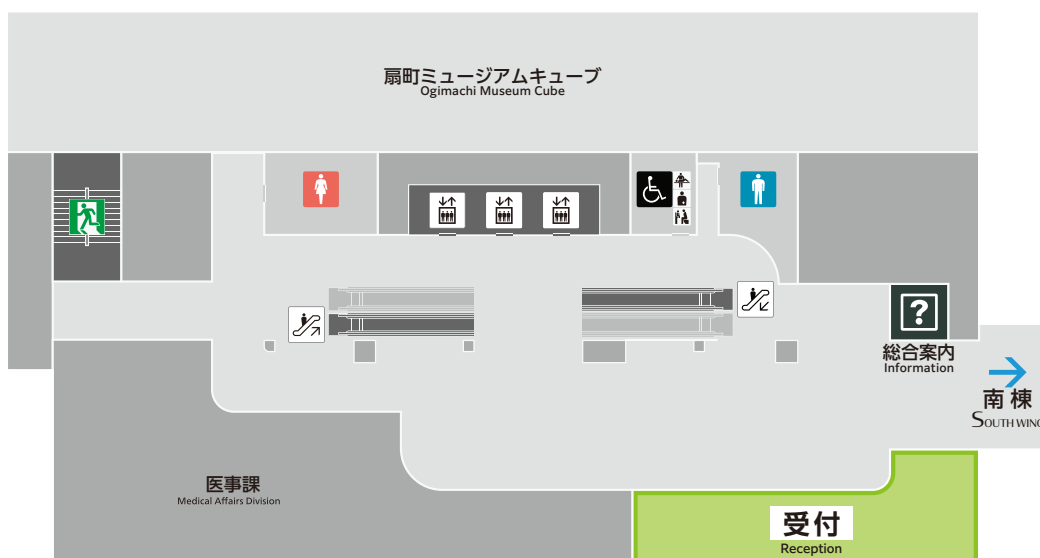 扇町ミュージアムキューブ
Ogimachi Museum Cube
?
総合案内
Information
南棟
SOUTH WING
医事課
Medical Affairs Division
受付
Reception